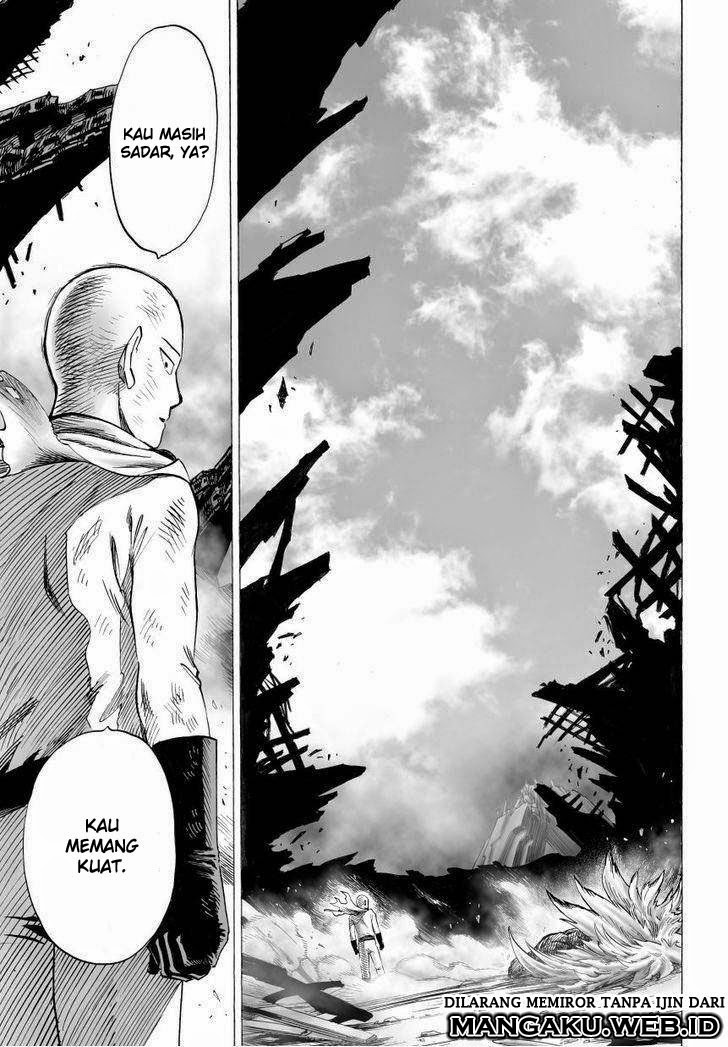 KAU MASIH
SADAR, YA?
KAU
MEMANG
KUAT.
DILARANG MEMIROR TANPA IJIN DARI
MANGAKU.WEB.ID